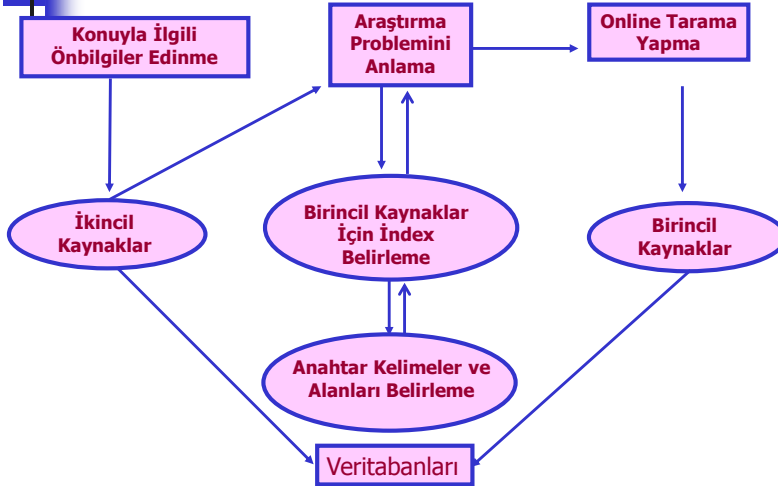 Konuyla İlgili
Önbilgiler Edinme
Araştırma
Problemini
Anlama
Online Tarama
Yapma
İkincil
Kaynaklar
Birincil Kaynaklar
İçin İndex
Belirleme
Birincil
Kaynaklar
Anahtar Kelimeler ve
Alanları Belirleme
Veritabanları